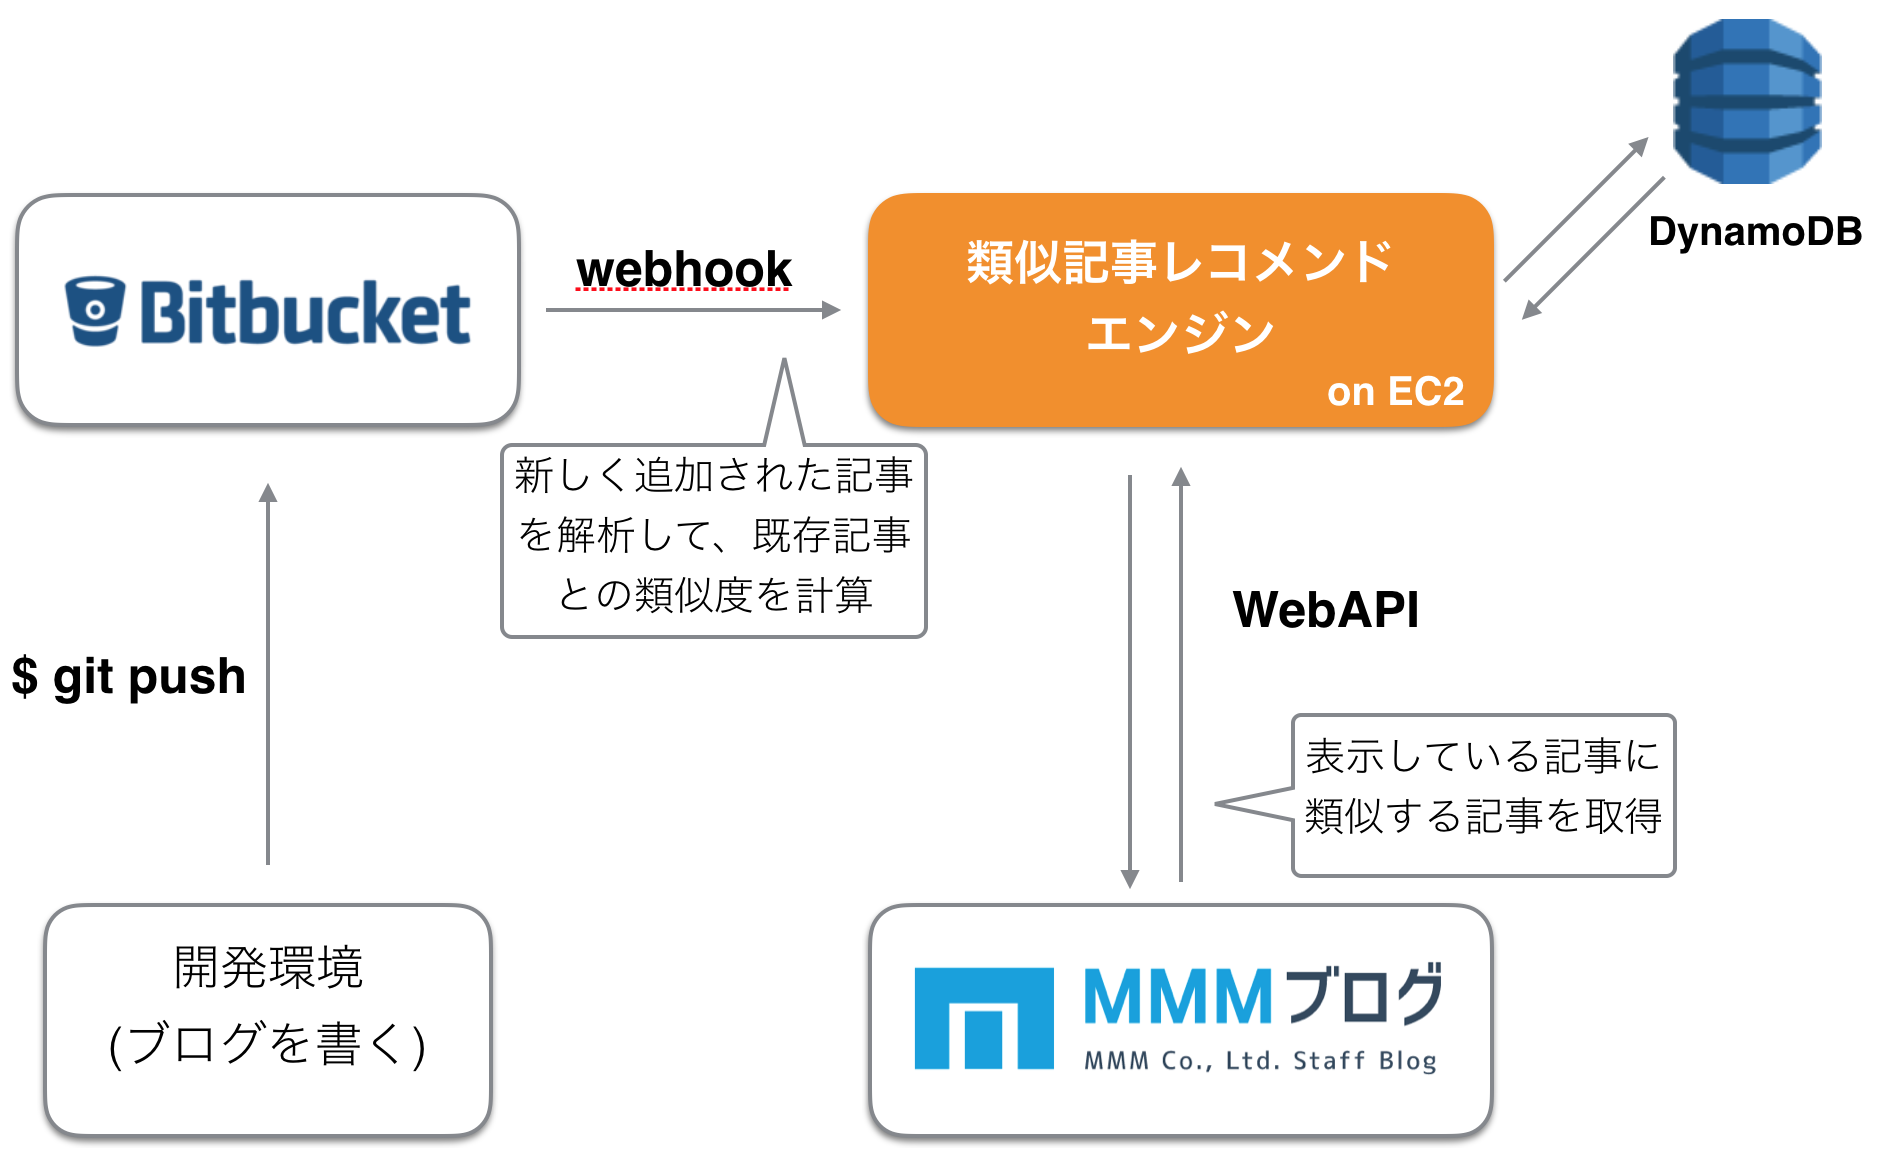 DynamoDB
Bitbucket
webhook
類似記事レコメンド
エンジン
on EC2
新しく追加された記事
を解析して、既存記事
との類似度を計算
$ git push
WebAPI
表示している記事に
類似する記事を取得
開発環境
(ブログを書く)
MMMブログ
MMM Co., Ltd. Staff Blog